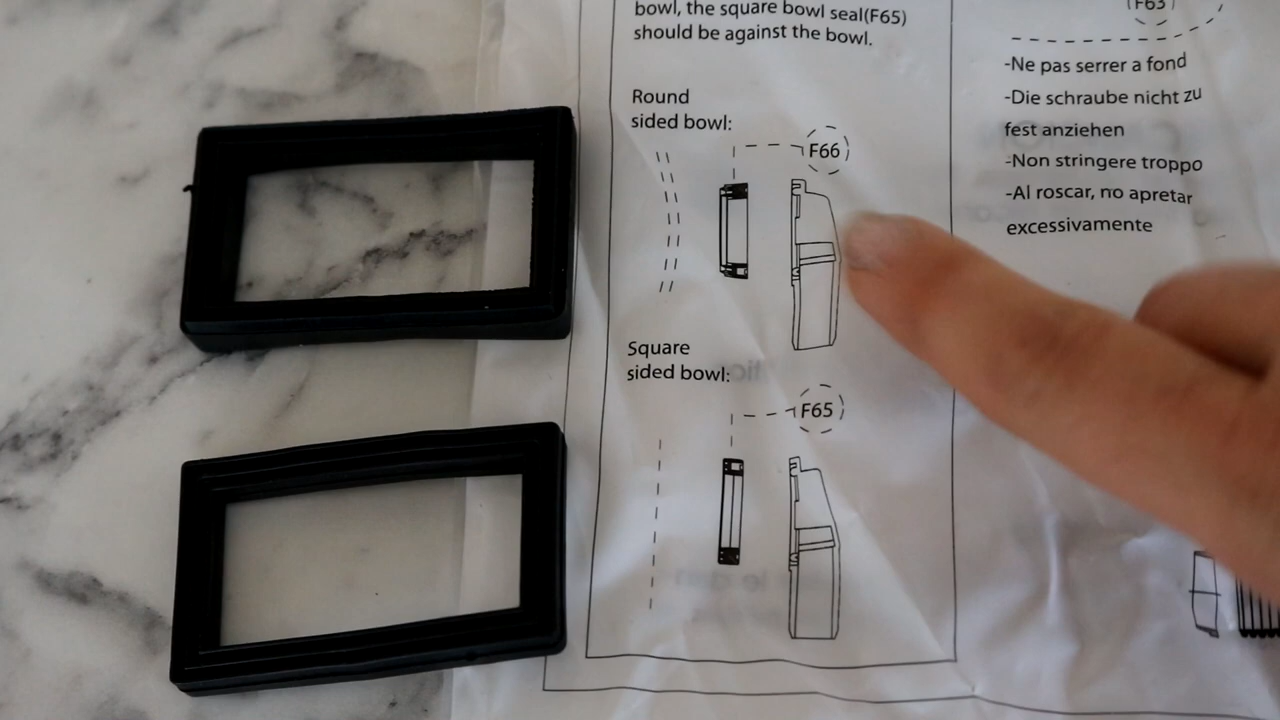 bowl, the square bowl seal(F65)
should be against the bowl.
Round
sided bowl:
F66
Square
sided bowl:
F65
(F63)
-Ne pas serrer a fond
-Die schraube nicht zu
fest anziehen
-Non stringere troppo
-Al roscar, no apretar
excessivamente